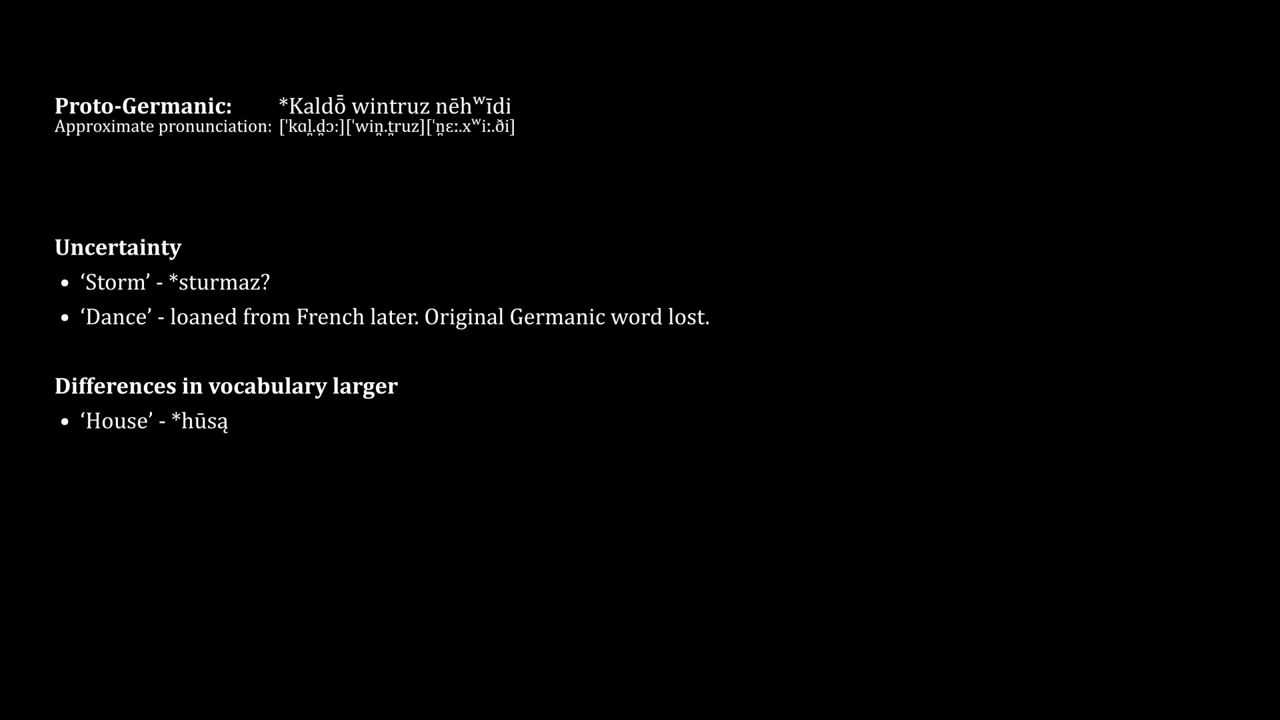 Proto-Germanic: *Kaldō̄ wintruz nēhʷīdi
Approximate pronunciation: [ˈkɑl̪.d̪ɔː][ˈwin̪.t̪ruz][ˈn̪ɛː.xʷiː.ði]
Uncertainty
• ‘Storm’ - *sturmaz?
• ‘Dance’ - loaned from French later. Original Germanic word lost.
Differences in vocabulary larger
• ‘House’ - *hūsą